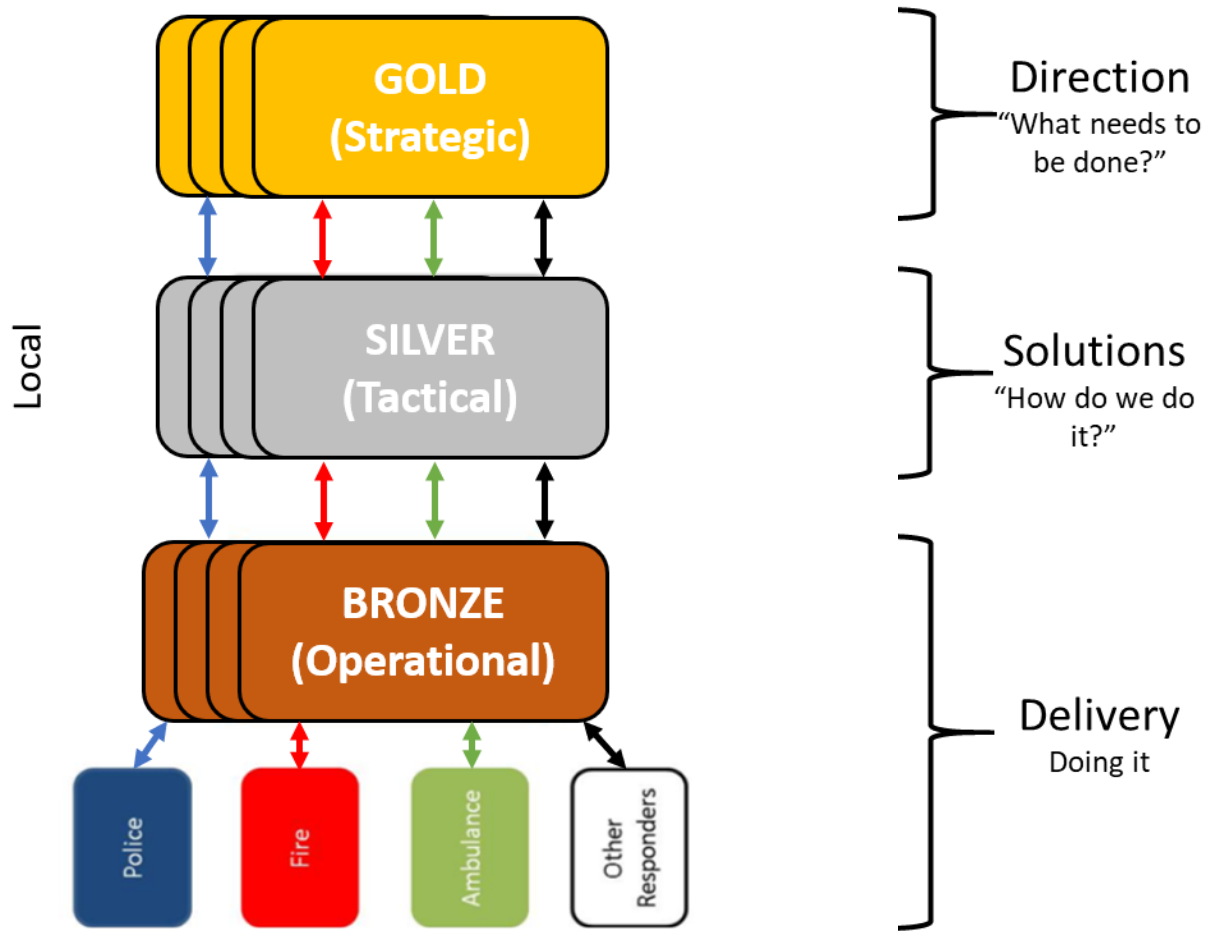 GOLD
(Strategic)
Direction
“What needs to
be done?”
Local
SILVER
(Tactical)
Solutions
“How do we do
it?”
BRONZE
(Operational)
Delivery
Doing it
Police
Fire
Ambulance
Other
Responders